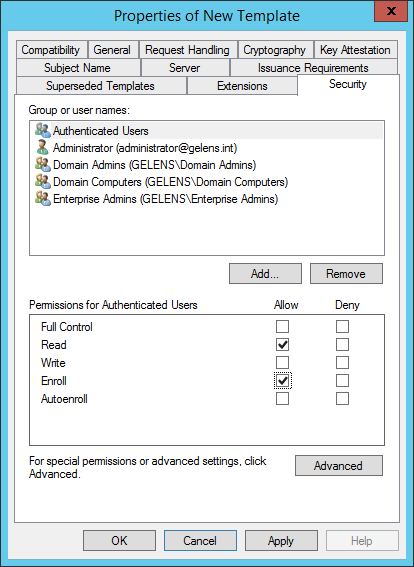 Properties of New Template
x
Compatibility General Request Handling Cryptography Key Attestation
Subject Name Server Issuance Requirements
Superseded Templates Extensions Security
Group or user names:
Authenticated Users
Administrator (administrator@gelens.int)
Domain Admins (GELENS\Domain Admins)
Domain Computers (GELENS\Domain Computers)
Enterprise Admins (GELENS\Enterprise Admins)
Add... Remove
Permissions for Authenticated Users Allow Deny
Full Control
Read
Write
Enroll
Autoenroll
For special permissions or advanced settings, click
Advanced.
Advanced
OK Cancel Apply Help